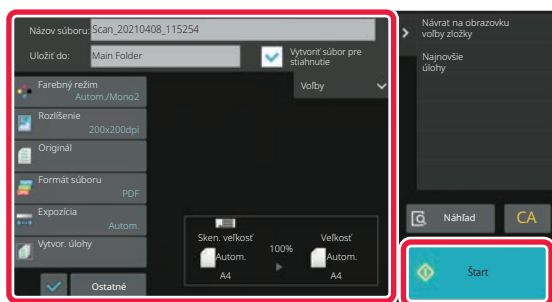 Názov súboru:
Scan_20210408_115254
Uložiť do:
Main Folder
Vytvoriť súbor pre
stiahnutie
Voľby
Farebný režim
Autom./Mono2
Rozlíšenie
200x200dpi
Originál
Formát súboru
PDF
Expozícia
Autom.
Vytvor. úlohy
Ostatné
Sken. veľkosť
Autom.
A4
100%
Veľkosť
Autom.
A4
Návrat na obrazovku
voľby zložky
Najnovšie
úlohy
Náhľad
CA
Štart